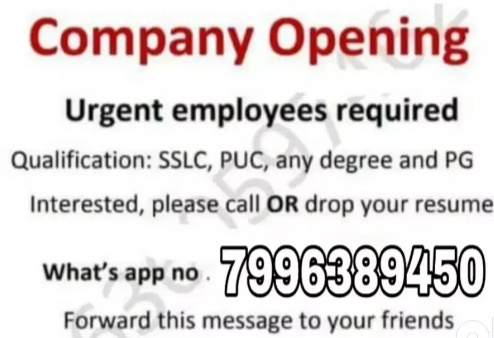 Company Opening
Urgent employees required
Qualification: SSLC, PUC, any degree and PG
Interested, please call OR drop your resume
What's app no . 7996389450
Forward this message to your friends